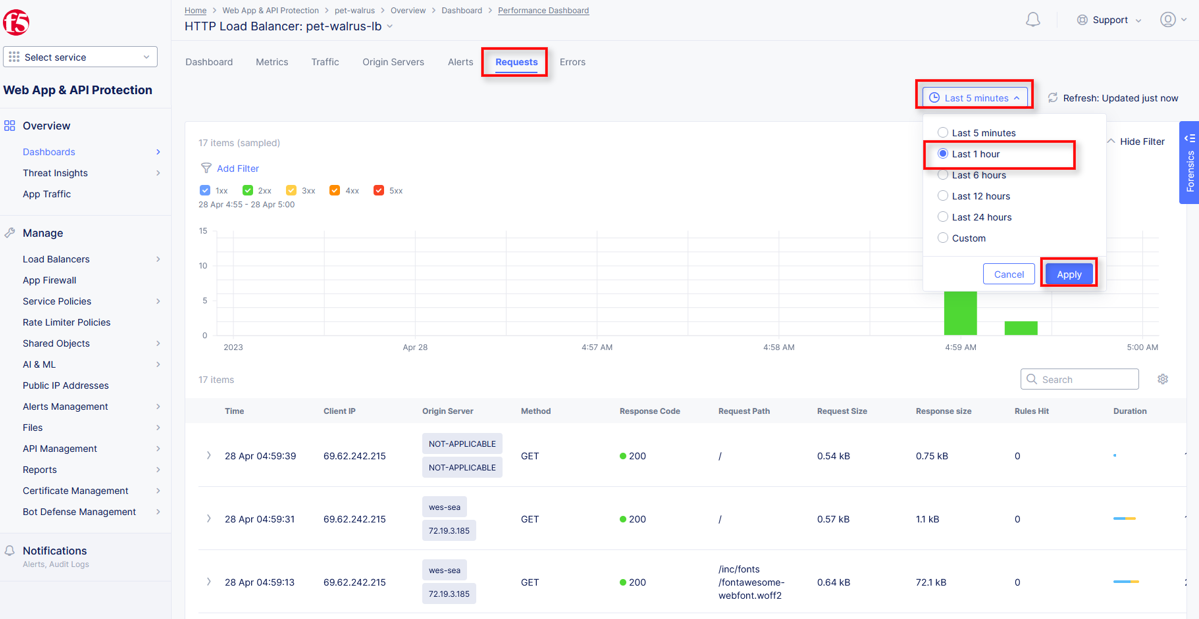 f5
Home > Web App & API Protection > pet-walrus > Overview > Dashboard > Performance Dashboard
HTTP Load Balancer: pet-walrus-lb
Support
Select service
Web App & API Protection
Overview
Dashboards
Threat Insights
App Traffic
Manage
Load Balancers
App Firewall
Service Policies
Rate Limiter Policies
Shared Objects
AI & ML
Public IP Addresses
Alerts Management
Files
API Management
Reports
Certificate Management
Bot Defense Management
Notifications
Alerts, Audit Logs
Dashboard Metrics Traffic Origin Servers Alerts Requests Errors
Last 5 minutes
Refresh: Updated just now
Last 5 minutes
Last 1 hour
Last 6 hours
Last 12 hours
Last 24 hours
Custom
Cancel Apply
Hide Filter
Forensics
17 items (sampled)
Add Filter
1xx 2xx 3xx 4xx 5xx
28 Apr 4:55 - 28 Apr 5:00
15
10
5
0
2023 Apr 28 4:57 AM 4:58 AM 4:59 AM 5:00 AM
17 items
Search
Time Client IP Origin Server Method Response Code Request Path Request Size Response size Rules Hit Duration
28 Apr 04:59:39 69.62.242.215 NOT-APPLICABLE NOT-APPLICABLE GET 200 / 0.54 kB 0.75 kB 0
28 Apr 04:59:31 69.62.242.215 wes-sea 72.19.3.185 GET 200 / 0.57 kB 1.1 kB 0
28 Apr 04:59:13 69.62.242.215 wes-sea 72.19.3.185 GET 200 /inc/fonts
/fontawesome-
webfont.woff2 0.64 kB 72.1 kB 0